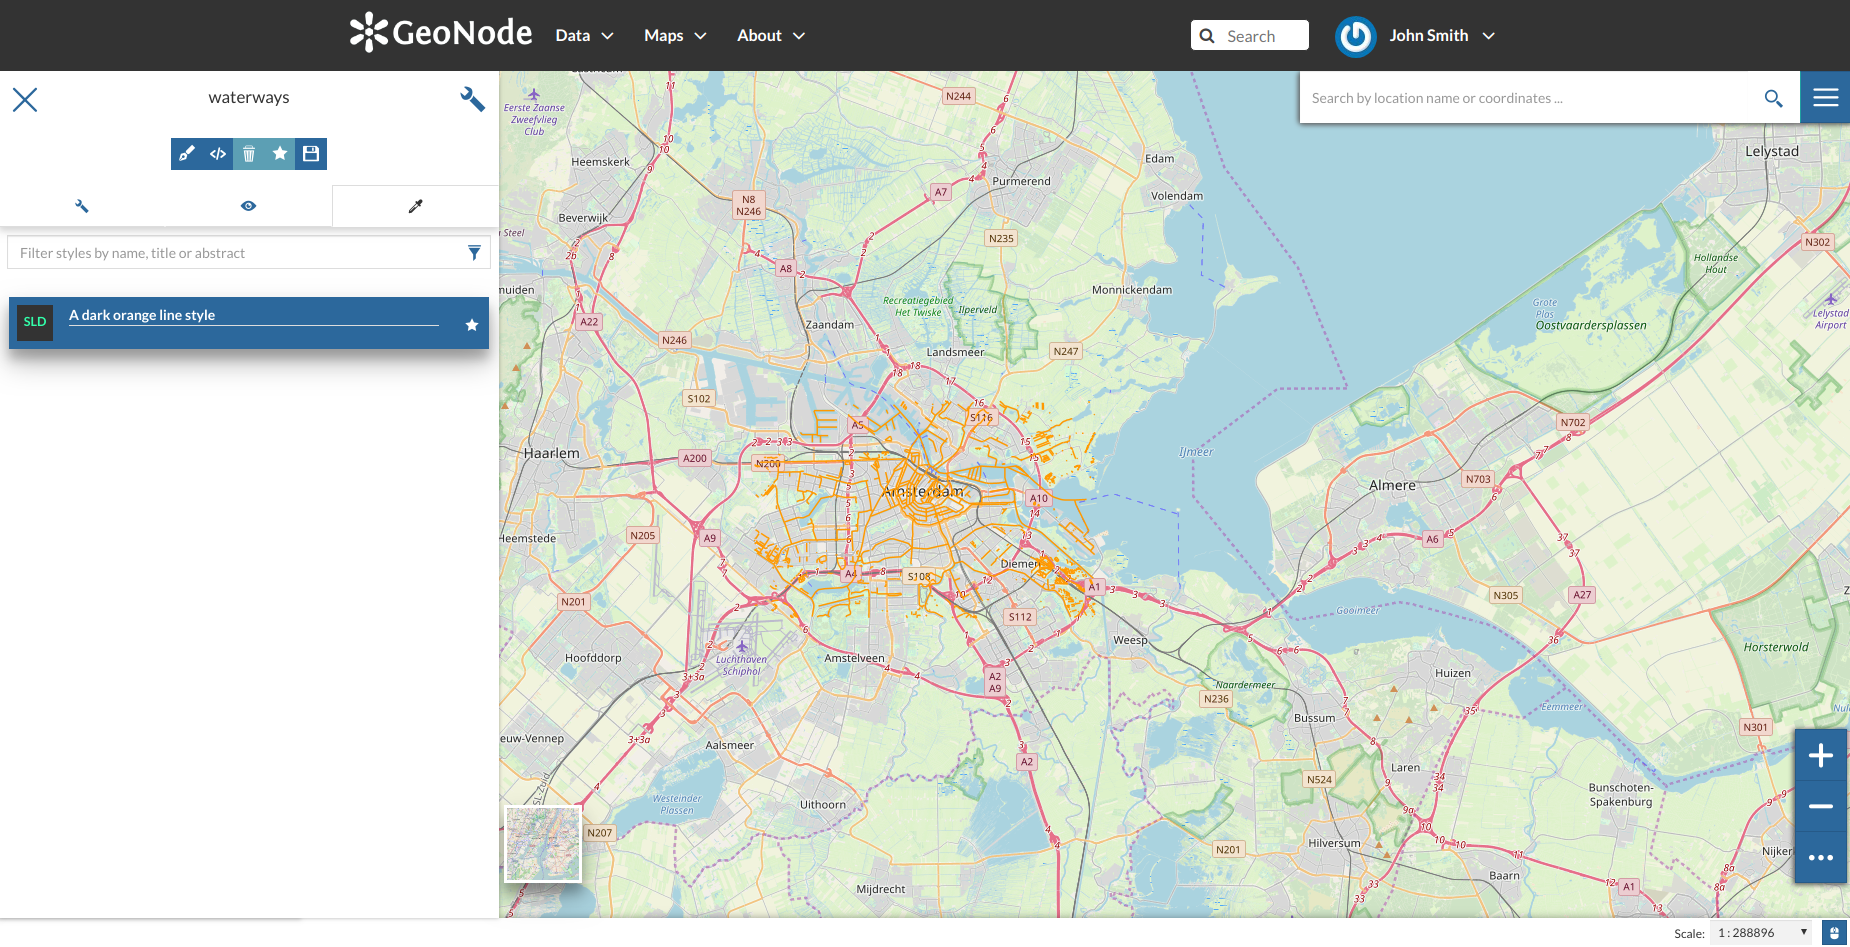 GeoNode
Data
Maps
About
Search
John Smith
waterways
Search by location name or coordinates ...
Filter styles by name, title or abstract
SLD
A dark orange line style
N244
Eerste Zaanse
Zweefvlieg
Club
Heemskerk
Edam
Lelystad
Purmerend
A7
Volendam
N8
N246
Beverwijk
N235
N302
Hollandse
Hout
A8
Monnickendam
Recreatiegebied
Het Twiske
Ilperveld
Grote
Plas
Oostvaardersplassen
Lelystad
Airport
A22
Zaandam
N246
Landsmeer
N247
S102
S116
A5
N702
Haarlem
A200
N200
IJmeer
Almere
N703
Amsterdam
A10
N205
A9
A6
Diemen
A4
S108
A1
N201
N305
A27
Gooimeer
S112
Weesp
Hoofddorp
Luchthaven
Schiphol
Amstelveen
Horsterwold
A2
A9
Huizen
Naardermeer
N236
Eemmeer
Bussum
N301
Aalsmeer
A2
Laren
N524
Bunschoten-
Spakenburg
Westeinder
Plassen
Uithoorn
N207
Hilversum
N201
Baarn
Mijdrecht
A1
Scale:
1 : 288896